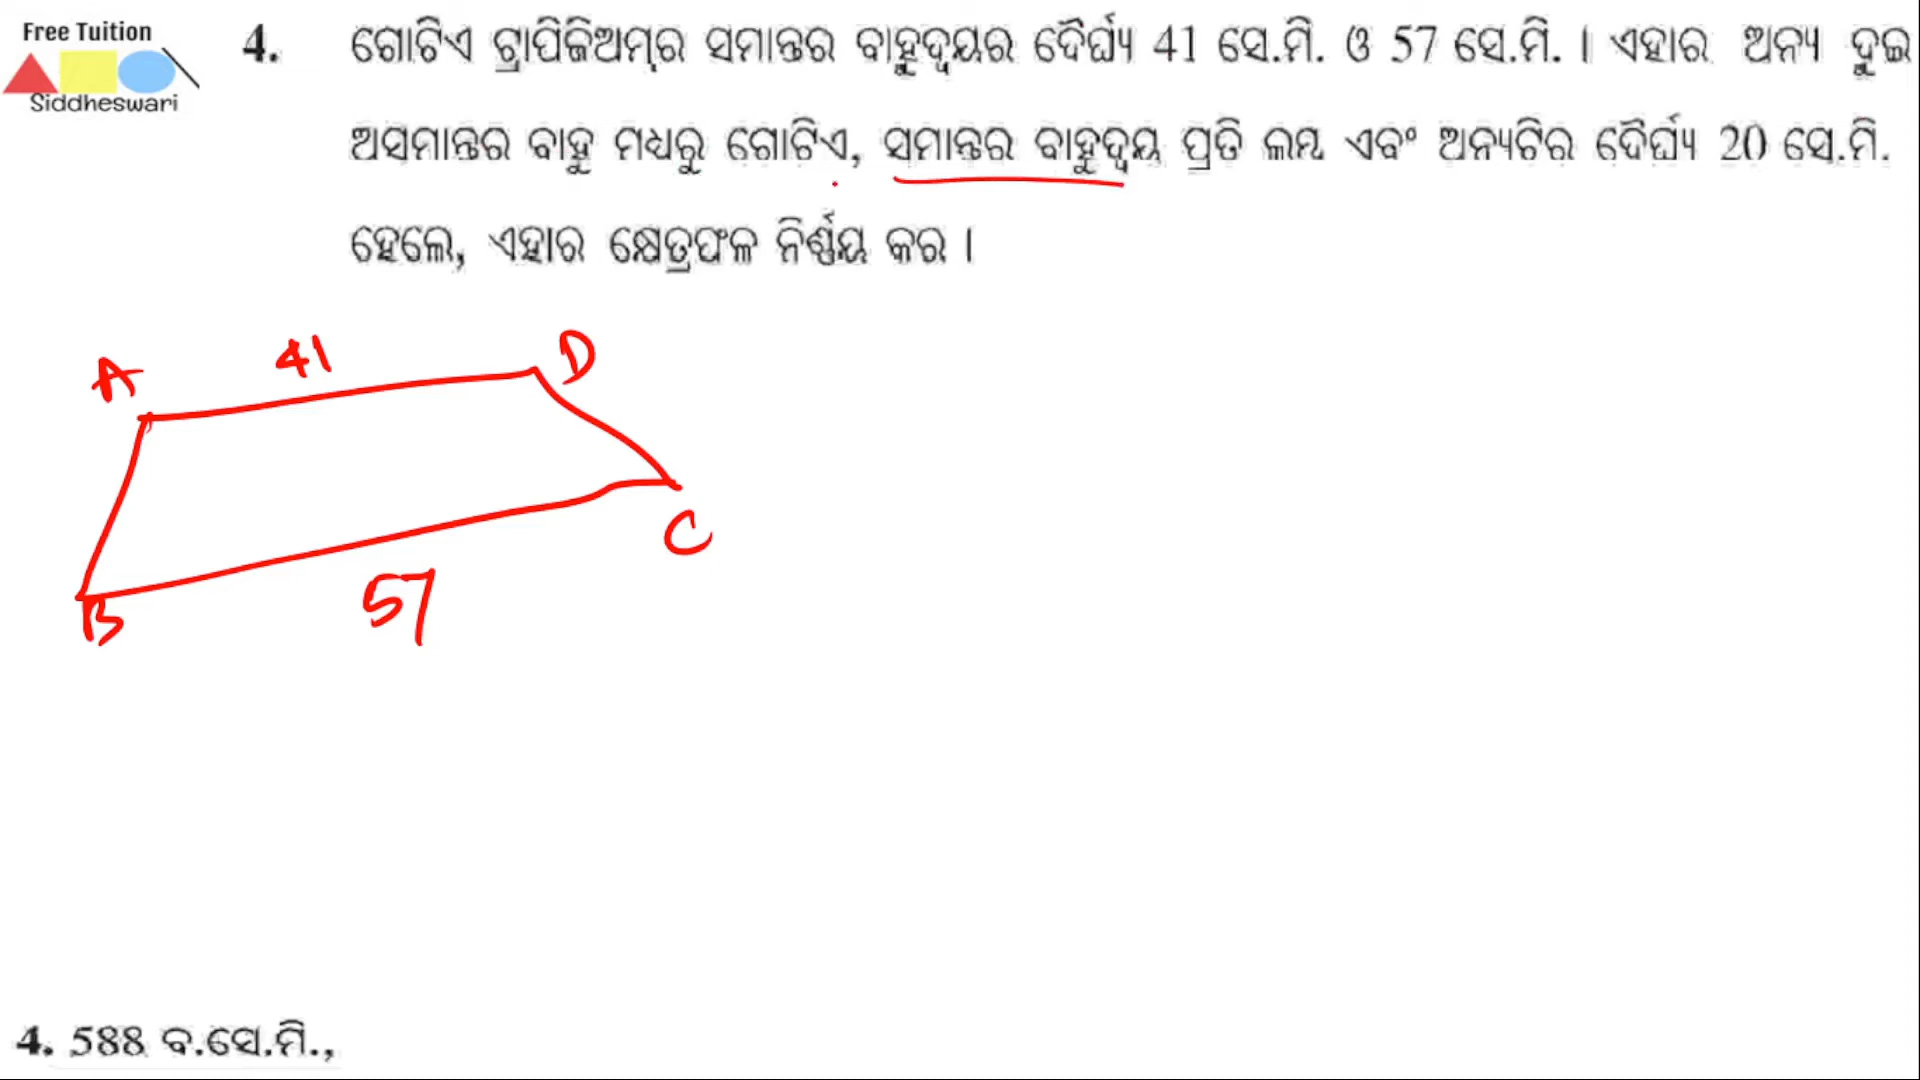 Free Tuition
Siddheswari
4. ଗୋଟିଏ ଟ୍ରାପିଜିଅମ୍‌ର ସମାନ୍ତର ବାହୁଦ୍ୱୟର ଦୈର୍ଘ୍ୟ 41 ସେ.ମି. ଓ 57 ସେ.ମି. । ଏହାର ଅନ୍ୟ ଦୁଇ
ଅସମାନ୍ତର ବାହୁ ମଧ୍ୟରୁ ଗୋଟିଏ, ସମାନ୍ତର ବାହୁଦ୍ୱୟ ପ୍ରତି ଲମ୍ବ ଏବଂ ଅନ୍ୟଟିର ଦୈର୍ଘ୍ୟ 20 ସେ.ମି.
ହେଲେ, ଏହାର କ୍ଷେତ୍ରଫଳ ନିର୍ଣ୍ଣୟ କର ।
A 41 D
B 57 C
4. 588 ବ.ସେ.ମି.,